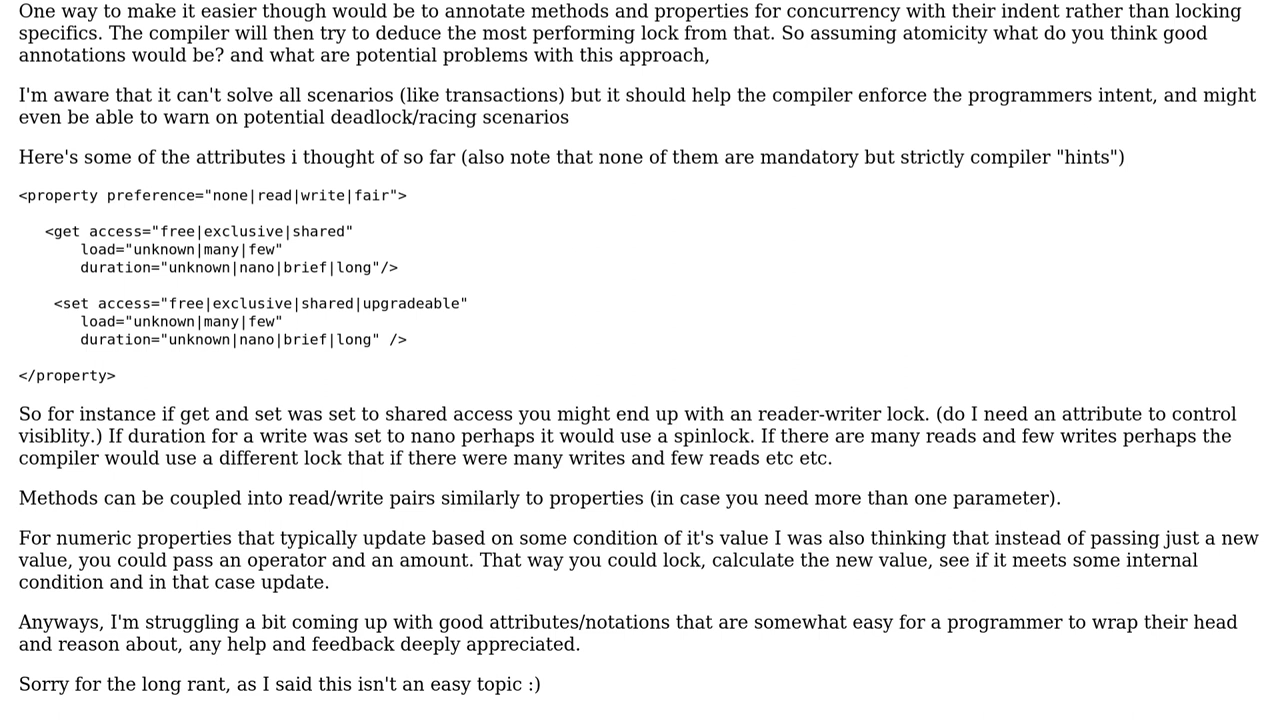 One way to make it easier though would be to annotate methods and properties for concurrency with their indent rather than locking
specifics. The compiler will then try to deduce the most performing lock from that. So assuming atomicity what do you think good
annotations would be? and what are potential problems with this approach,
I'm aware that it can't solve all scenarios (like transactions) but it should help the compiler enforce the programmers intent, and might
even be able to warn on potential deadlock/racing scenarios
Here's some of the attributes i thought of so far (also note that none of them are mandatory but strictly compiler "hints")
<property preference="none|read|write|fair">
<get access="free|exclusive|shared"
load="unknown|many|few"
duration="unknown|nano|brief|long"/>
<set access="free|exclusive|shared|upgradeable"
load="unknown|many|few"
duration="unknown|nano|brief|long" />
</property>
So for instance if get and set was set to shared access you might end up with an reader-writer lock. (do I need an attribute to control
visiblity.) If duration for a write was set to nano perhaps it would use a spinlock. If there are many reads and few writes perhaps the
compiler would use a different lock that if there were many writes and few reads etc etc.
Methods can be coupled into read/write pairs similarly to properties (in case you need more than one parameter).
For numeric properties that typically update based on some condition of it's value I was also thinking that instead of passing just a new
value, you could pass an operator and an amount. That way you could lock, calculate the new value, see if it meets some internal
condition and in that case update.
Anyways, I'm struggling a bit coming up with good attributes/notations that are somewhat easy for a programmer to wrap their head
and reason about, any help and feedback deeply appreciated.
Sorry for the long rant, as I said this isn't an easy topic :)